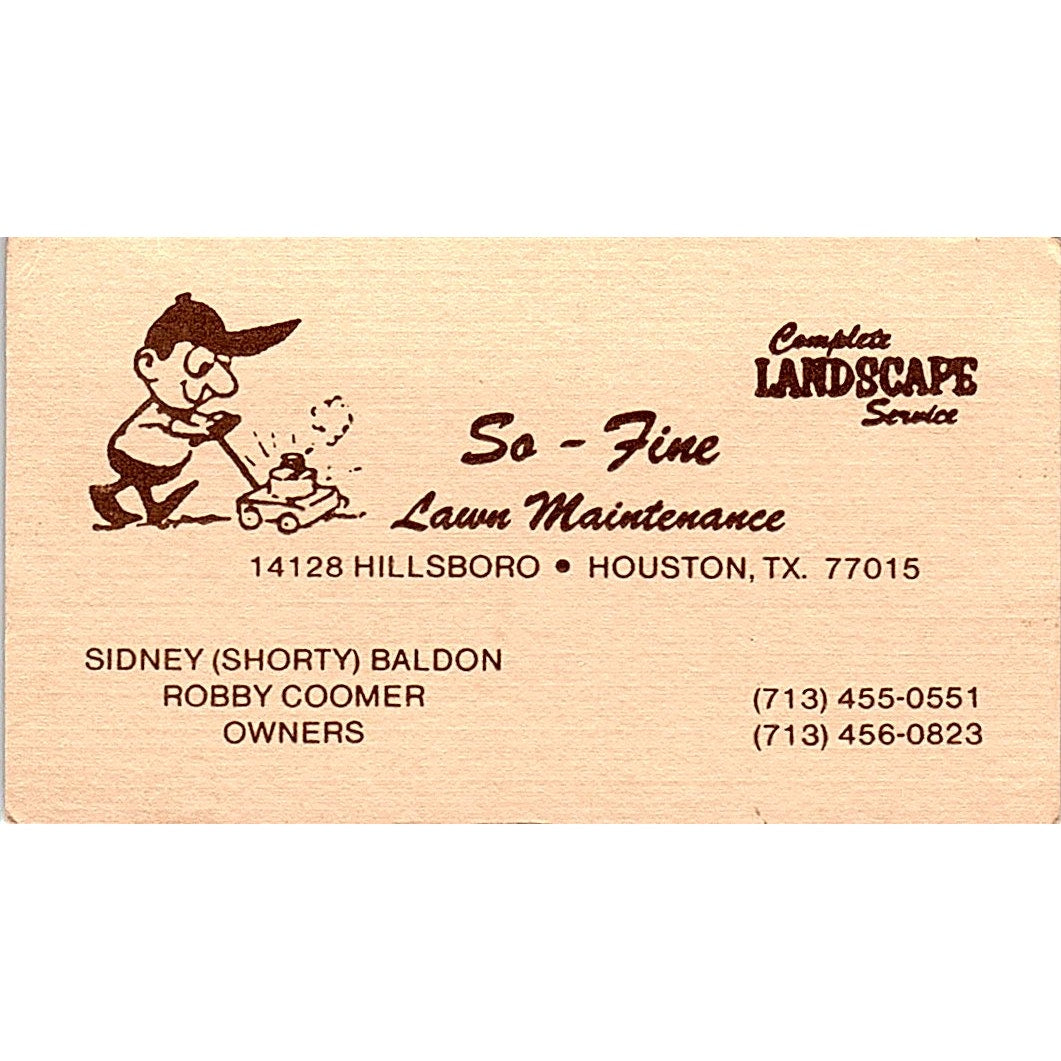 Complete
LANDSCAPE
Service
So - Fine
Lawn Maintenance
14128 HILLSBORO • HOUSTON, TX. 77015
SIDNEY (SHORTY) BALDON
ROBBY COOMER
OWNERS
(713) 455-0551
(713) 456-0823